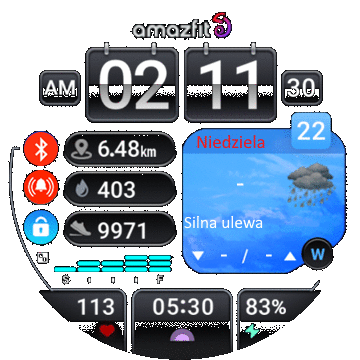 amazfit
AM 02 11 30
22
Niedziela
6.48km
403
-
9971
Silna ulewa
- / -
W
S F
113 05:30 83%